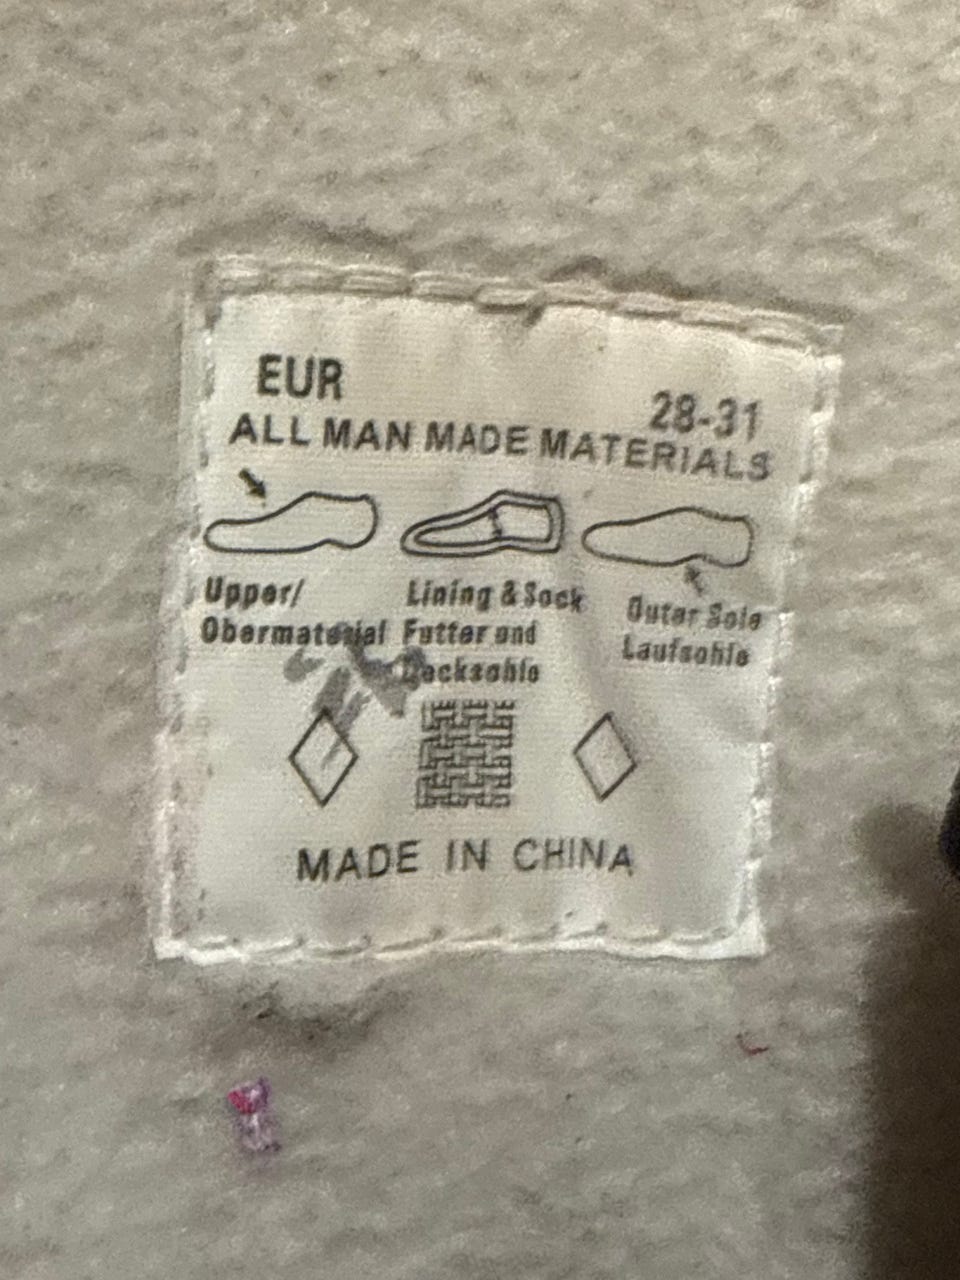 EUR 28-31
ALL MAN MADE MATERIALS
Upper/
Obermaterial
Lining & Sock
Futter und
Decksohle
Outer Sole
Laufsohle
MADE IN CHINA